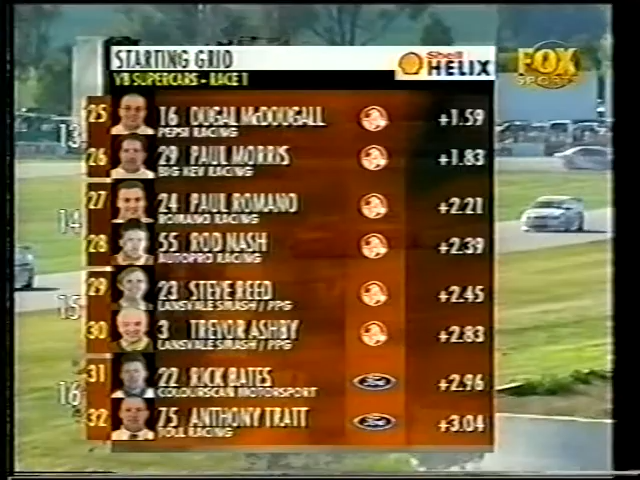 STARTING GRID
Shell
HELIX
V8 SUPERCARS - RACE 1
FOX
SPORTS
13
25 16 DUGAL McDOUGALL +1.59
PEPSI RACING
26 29 PAUL MORRIS +1.83
BIG KEV RACING
14
27 24 PAUL ROMANO +2.21
ROMANO RACING
28 55 ROD NASH +2.39
AUTOPRO RACING
15
29 23 STEVE REED +2.45
LANSVALE SMASH / PPG
30 3 TREVOR ASHBY +2.83
LANSVALE SMASH / PPG
16
31 22 RICK BATES Ford +2.96
COLOURSCAN MOTORSPORT
32 75 ANTHONY TRATT Ford +3.04
TOLL RACING